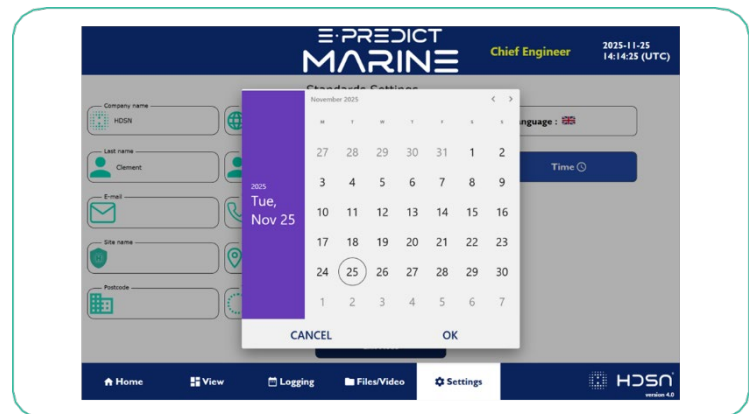 E·PREDICT
MARINE
Chief Engineer
2025-11-25
14:14:25 (UTC)
Standards Settings
Company name
HDSN
nguage :
Last name
Clement
Time
E-mail
Site name
Postcode
November 2025
< >
M T W T F S S
27 28 29 30 31 1 2
3 4 5 6 7 8 9
10 11 12 13 14 15 16
17 18 19 20 21 22 23
24 25 26 27 28 29 30
1 2 3 4 5 6 7
2025
Tue,
Nov 25
CANCEL OK
Home View Logging Files/Video Settings
HDSN
version 4.0